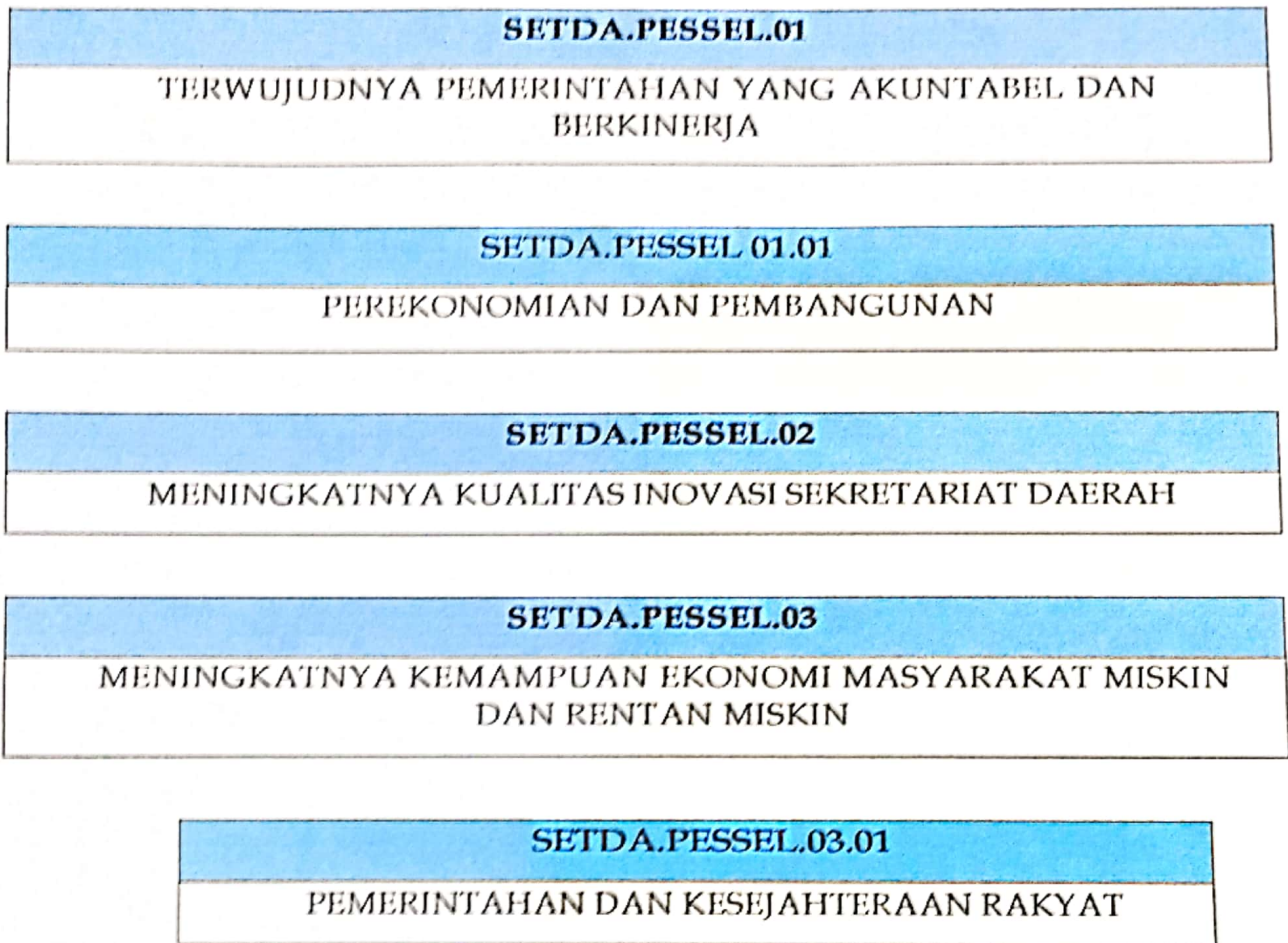 SETDA.PESSEL.01
TERWUJUDNYA PEMERINTAHAN YANG AKUNTABEL DAN
BERKINERJA
SETDA.PESSEL 01.01
PEREKONOMIAN DAN PEMBANGUNAN
SETDA.PESSEL.02
MENINGKATNYA KUALITAS INOVASI SEKRETARIAT DAERAH
SETDA.PESSEL.03
MENINGKATNYA KEMAMPUAN EKONOMI MASYARAKAT MISKIN
DAN RENTAN MISKIN
SETDA.PESSEL.03.01
PEMERINTAHAN DAN KESEJAHTERAAN RAKYAT